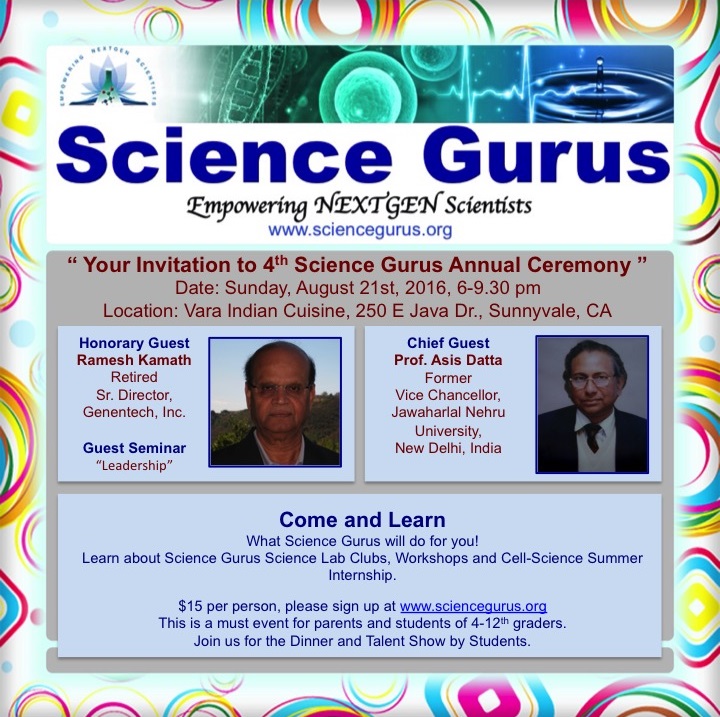 EMPOWERING NEXTGEN SCIENTISTS
Science Gurus
Empowering NEXTGEN Scientists
www.sciencegurus.org
“ Your Invitation to 4th Science Gurus Annual Ceremony ”
Date: Sunday, August 21st, 2016, 6-9.30 pm
Location: Vara Indian Cuisine, 250 E Java Dr., Sunnyvale, CA
Honorary Guest
Ramesh Kamath
Retired
Sr. Director,
Genentech, Inc.
Guest Seminar
“Leadership”
Chief Guest
Prof. Asis Datta
Former
Vice Chancellor,
Jawaharlal Nehru
University,
New Delhi, India
Come and Learn
What Science Gurus will do for you!
Learn about Science Gurus Science Lab Clubs, Workshops and Cell-Science Summer
Internship.
$15 per person, please sign up at www.sciencegurus.org
This is a must event for parents and students of 4-12th graders.
Join us for the Dinner and Talent Show by Students.